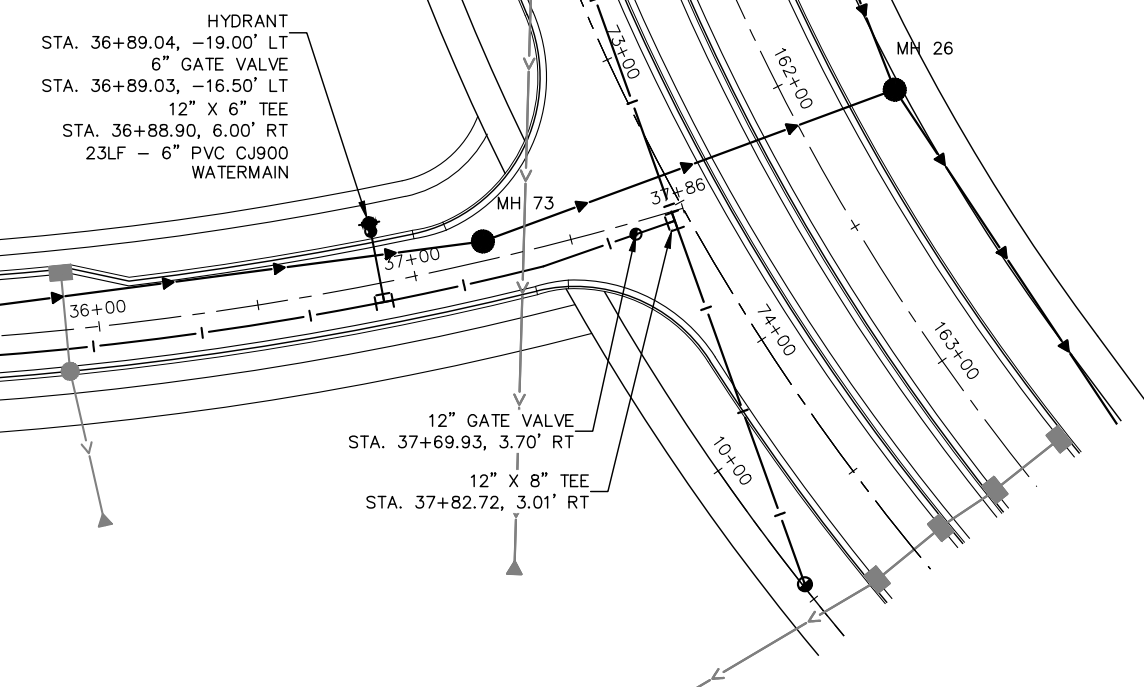 HYDRANT
STA. 36+89.04, −19.00' LT
6" GATE VALVE
STA. 36+89.03, −16.50' LT
12" X 6" TEE
STA. 36+88.90, 6.00' RT
23LF − 6" PVC CJ900
WATERMAIN
73+00
162+00
MH 26
37+86
MH 73
37+00
36+00
74+00
163+00
12" GATE VALVE
STA. 37+69.93, 3.70' RT
10+00
12" X 8" TEE
STA. 37+82.72, 3.01' RT